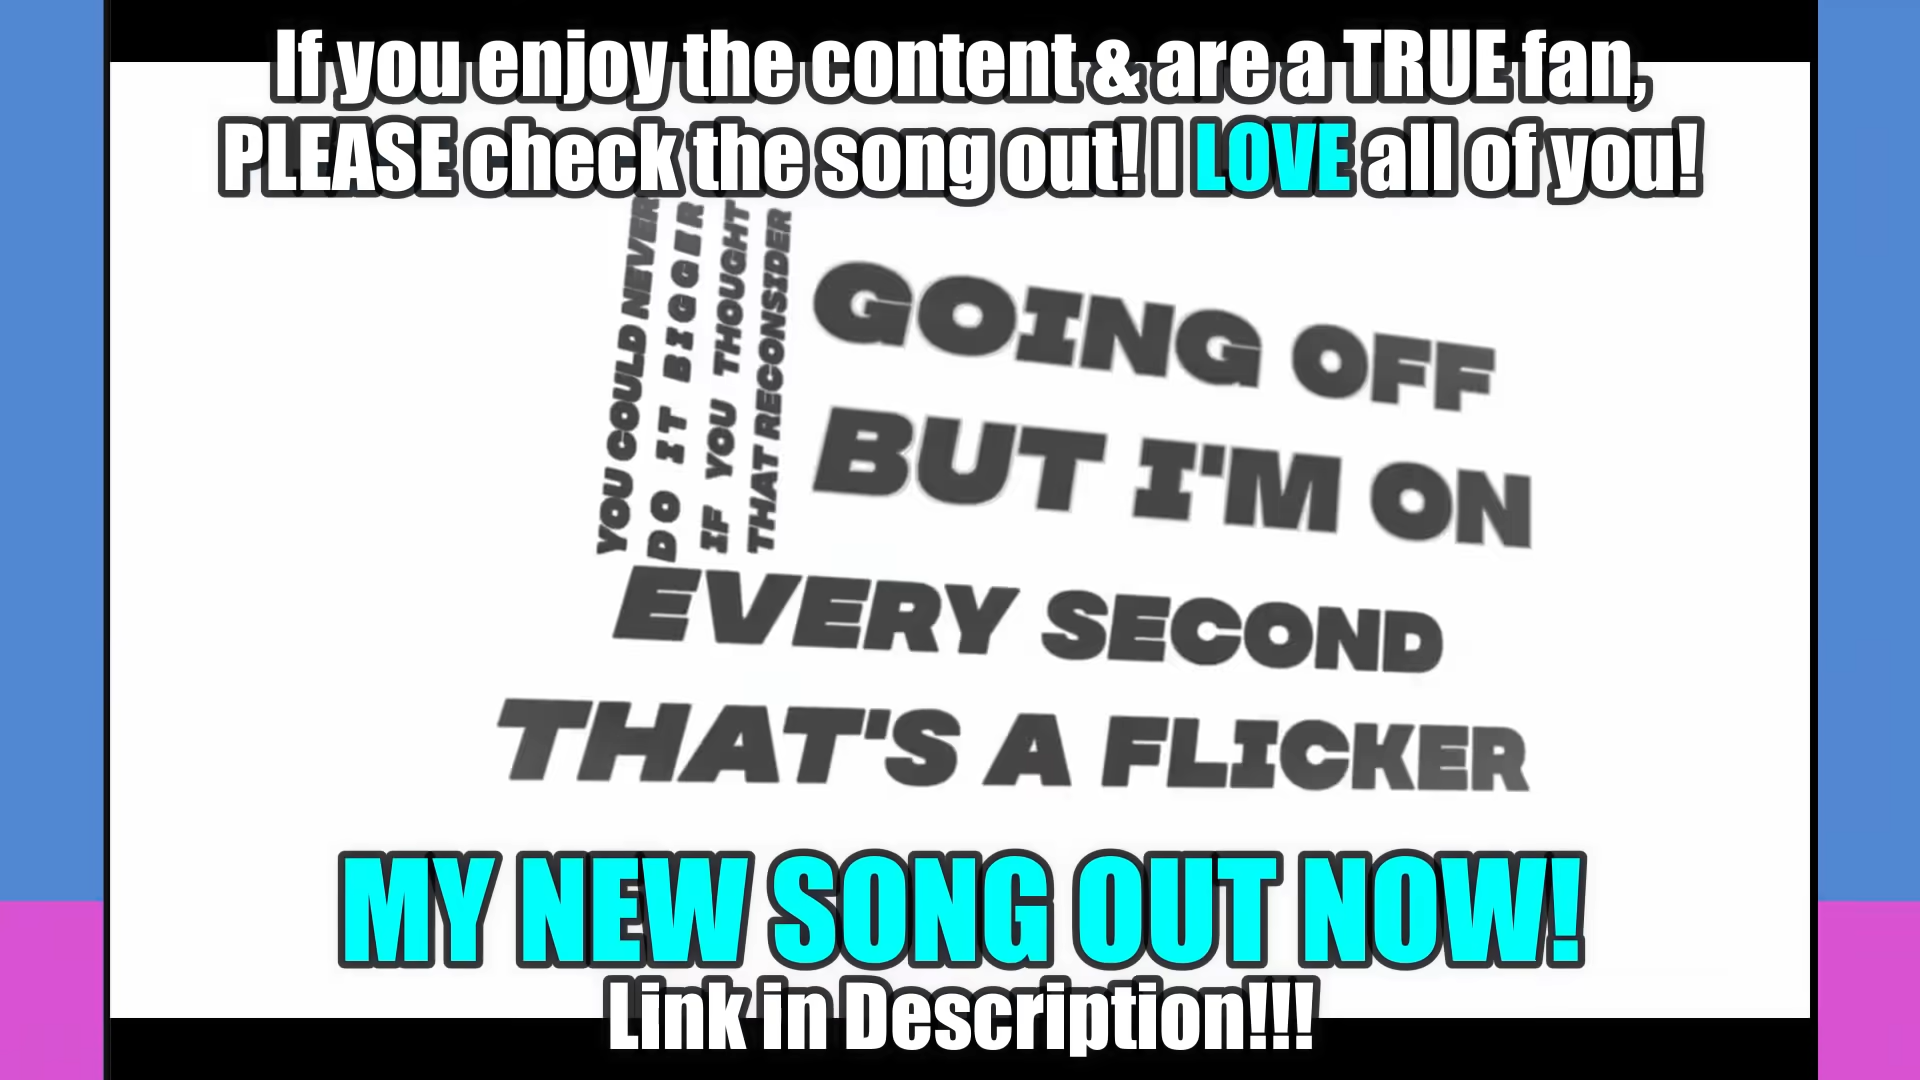 If you enjoy the content & are a TRUE fan,
PLEASE check the song out! I LOVE all of you!
YOU COULD NEVER
DO IT BIGGER
IF YOU THOUGHT
THAT RECONSIDER
GOING OFF
BUT I'M ON
EVERY SECOND
THAT'S A FLICKER
MY NEW SONG OUT NOW!
Link in Description!!!